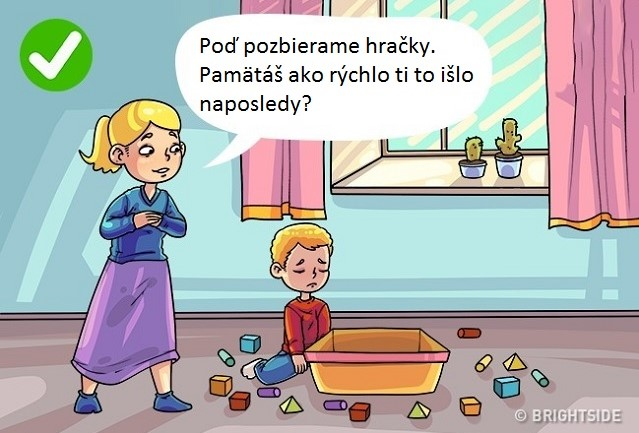 Poď pozbierame hračky.
Pamätáš ako rýchlo ti to išlo
naposledy?
© BRIGHTSIDE